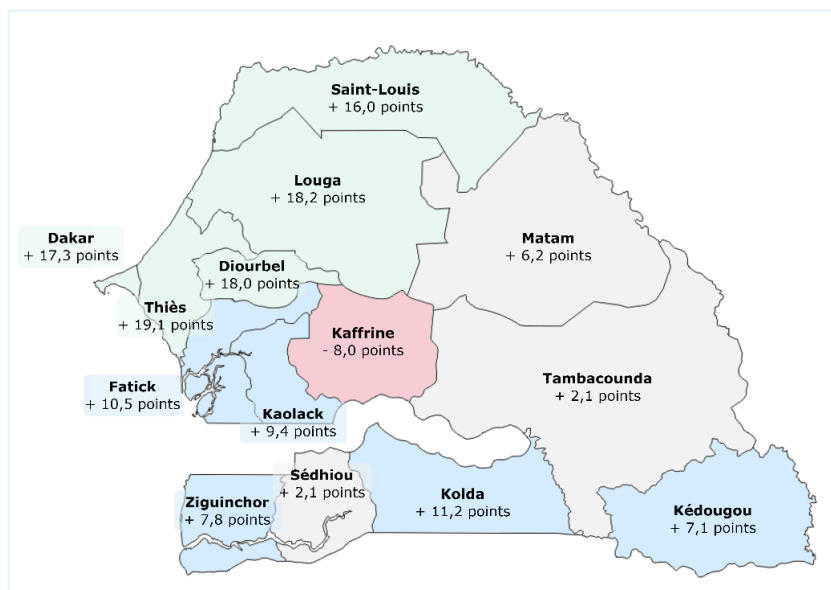 Saint-Louis
+ 16,0 points
Louga
+ 18,2 points
Dakar
+ 17,3 points
Matam
+ 6,2 points
Diourbel
+ 18,0 points
Thiès
+ 19,1 points
Kaffrine
- 8,0 points
Tambacounda
+ 2,1 points
Fatick
+ 10,5 points
Kaolack
+ 9,4 points
Sédhiou
+ 2,1 points
Kolda
+ 11,2 points
Ziguinchor
+ 7,8 points
Kédougou
+ 7,1 points